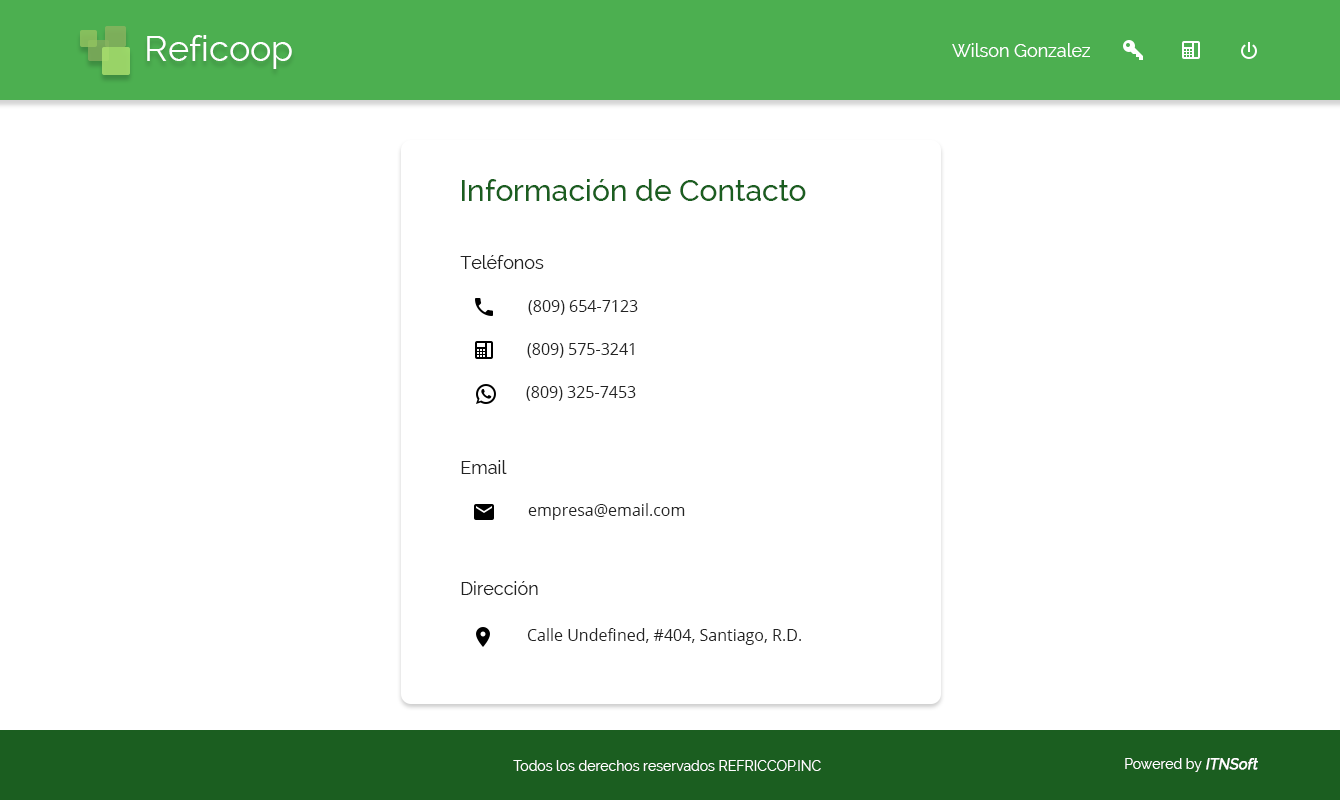 Reficoop
Wilson Gonzalez
Información de Contacto
Teléfonos
(809) 654-7123
(809) 575-3241
(809) 325-7453
Email
empresa@email.com
Dirección
Calle Undefined, #404, Santiago, R.D.
Todos los derechos reservados REFRICCOP.INC
Powered by ITNSoft